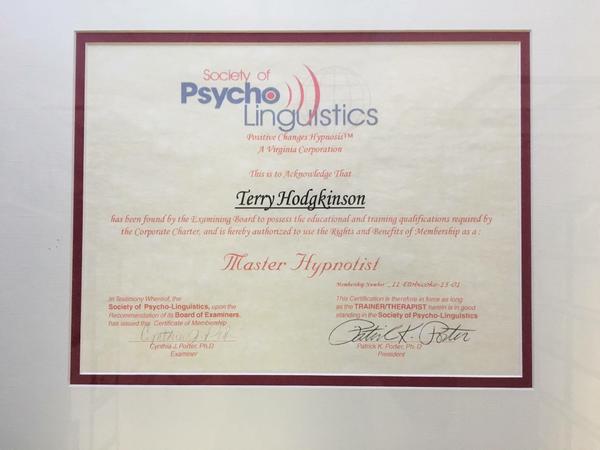 Society of
Psycho
Linguistics
Positive Changes Hypnosis™
A Virginia Corporation
This is to Acknowledge That
Terry Hodgkinson
has been found by the Examining Board to possess the educational and training qualifications required by
the Corporate Charter, and is hereby authorized to use the Rights and Benefits of Membership as a :
Master Hypnotist
Membership Number
In Testimony Whereof, the
Society of Psycho-Linguistics, upon the
Recommendation of its Board of Examiners,
has issued this Certificate of Membership
Cynthia J. Porter, Ph.D
Examiner
This Certification is therefore in force as long
as the TRAINER/THERAPIST herein is in good
standing in the Society of Psycho-Linguistics
Patrick K. Porter
Patrick K. Porter, Ph. D
President